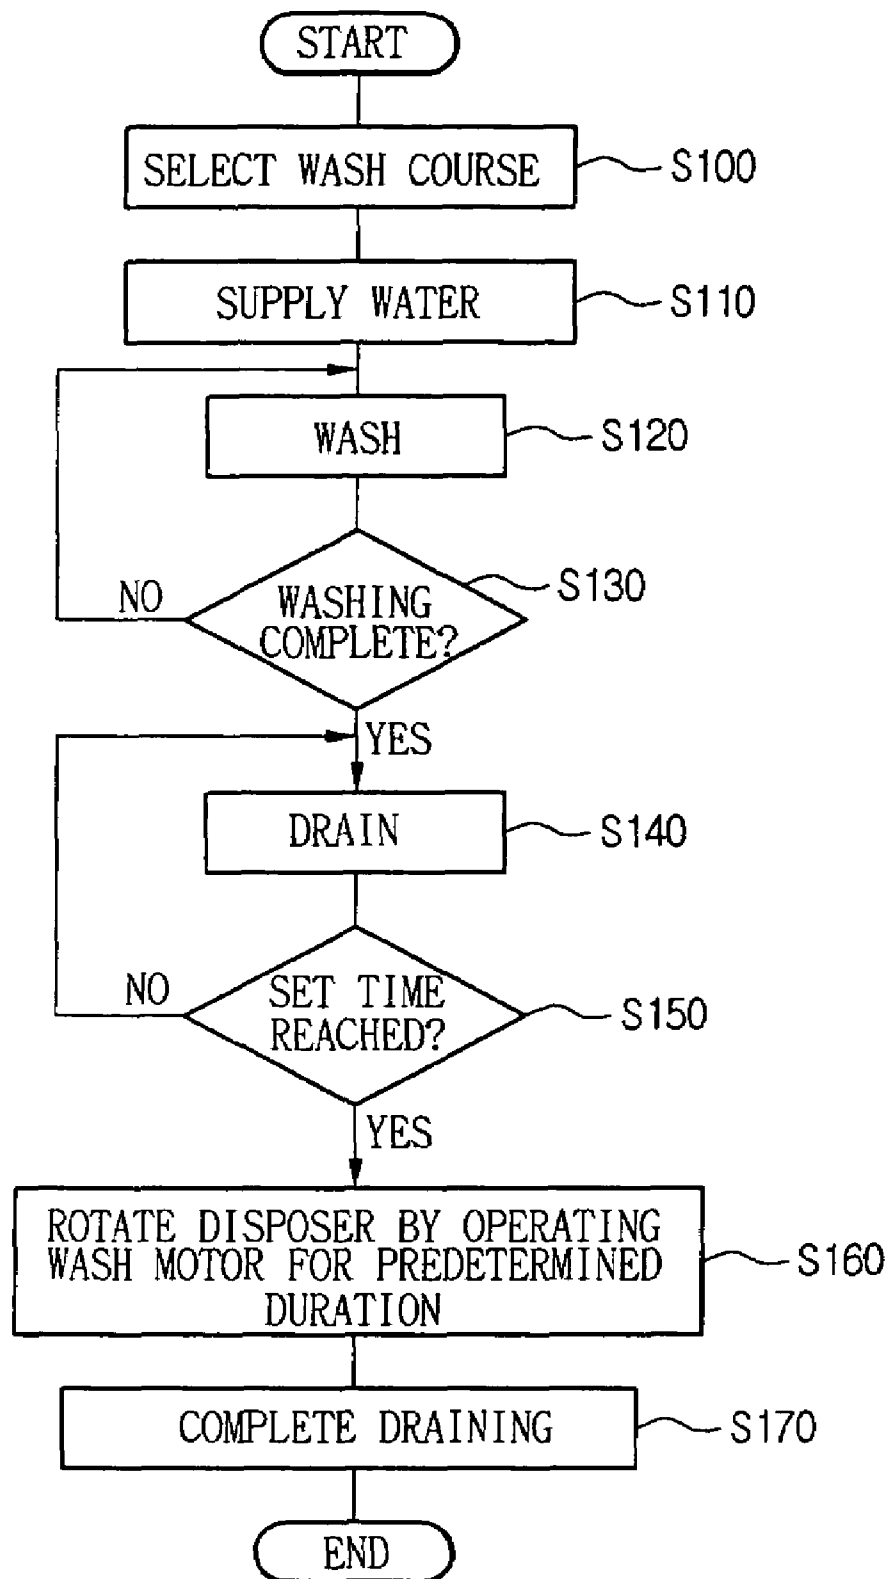 START
SELECT WASH COURSE
S100
SUPPLY WATER
S110
WASH
S120
WASHING
COMPLETE?
S130
NO
YES
DRAIN
S140
SET TIME
REACHED?
S150
NO
YES
ROTATE DISPOSER BY OPERATING
WASH MOTOR FOR PREDETERMINED
DURATION
S160
COMPLETE DRAINING
S170
END